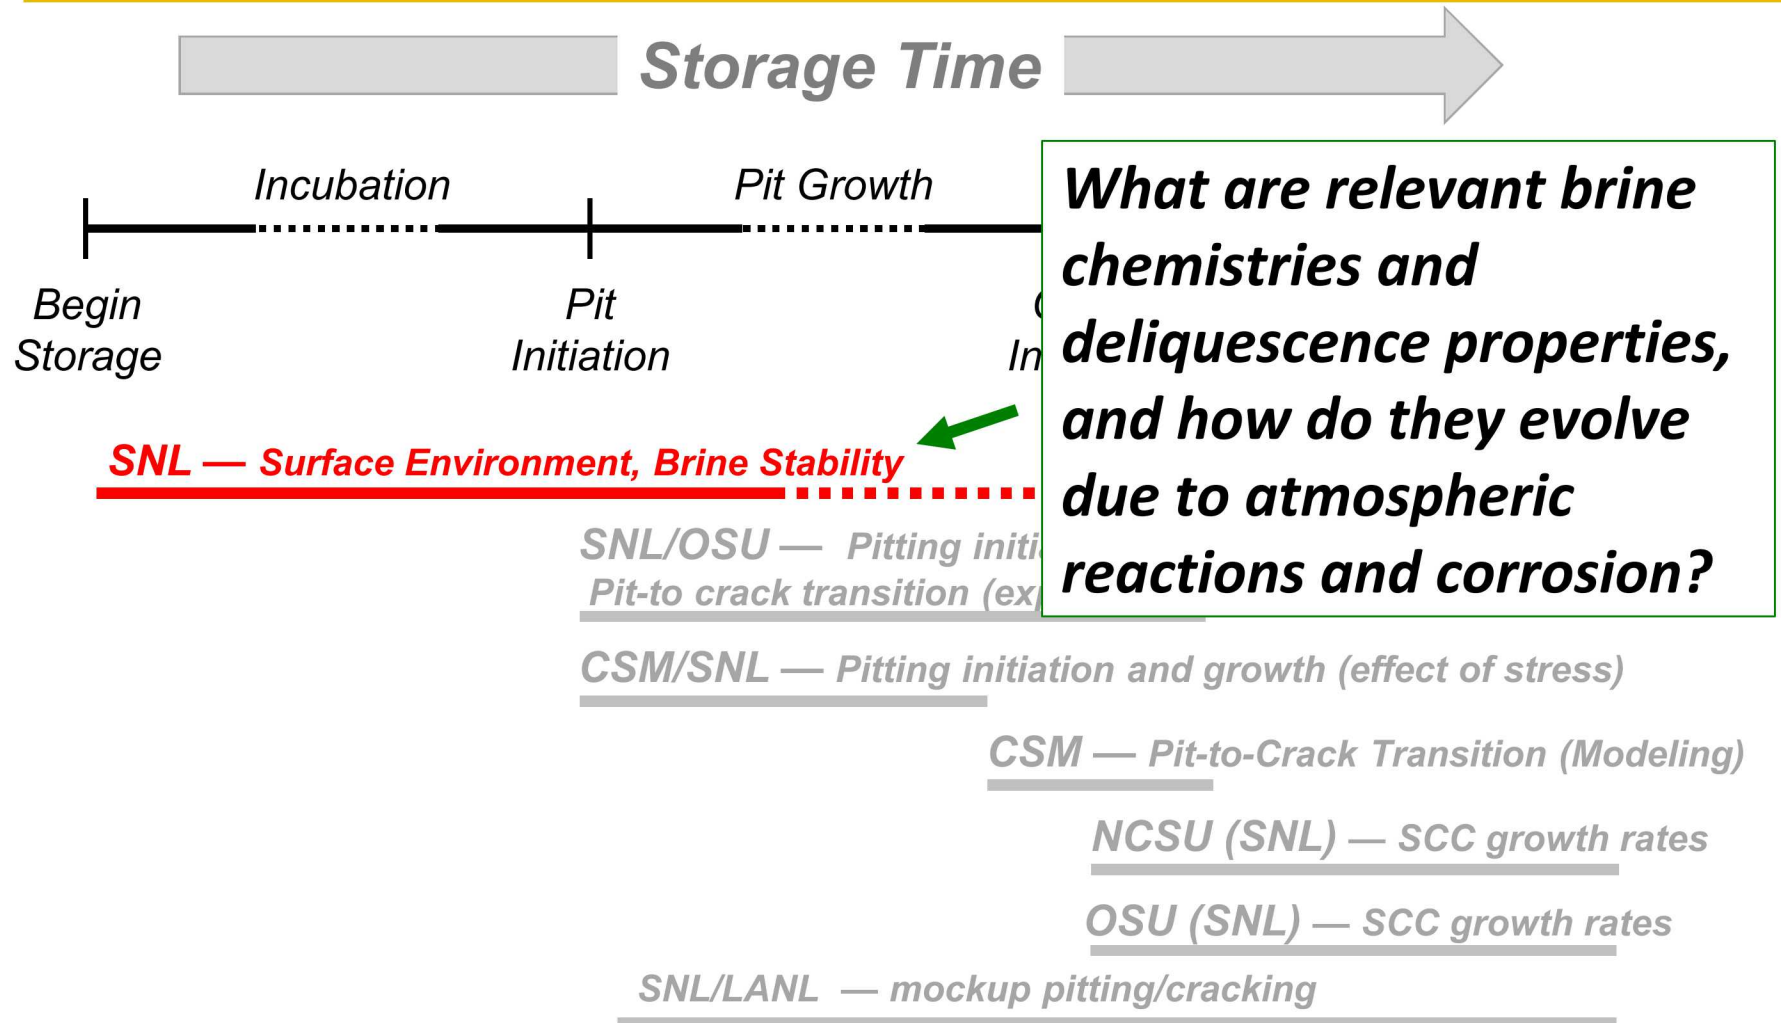 Storage Time
Incubation
Pit Growth
Begin
Storage
Pit
Initiation
What are relevant brine
chemistries and
deliquescence properties,
and how do they evolve
due to atmospheric
reactions and corrosion?
SNL — Surface Environment, Brine Stability
SNL/OSU — Pitting
Pit-to crack transition
CSM/SNL — Pitting initiation and growth (effect of stress)
CSM — Pit-to-Crack Transition (Modeling)
NCSU (SNL) — SCC growth rates
OSU (SNL) — SCC growth rates
SNL/LANL — mockup pitting/cracking